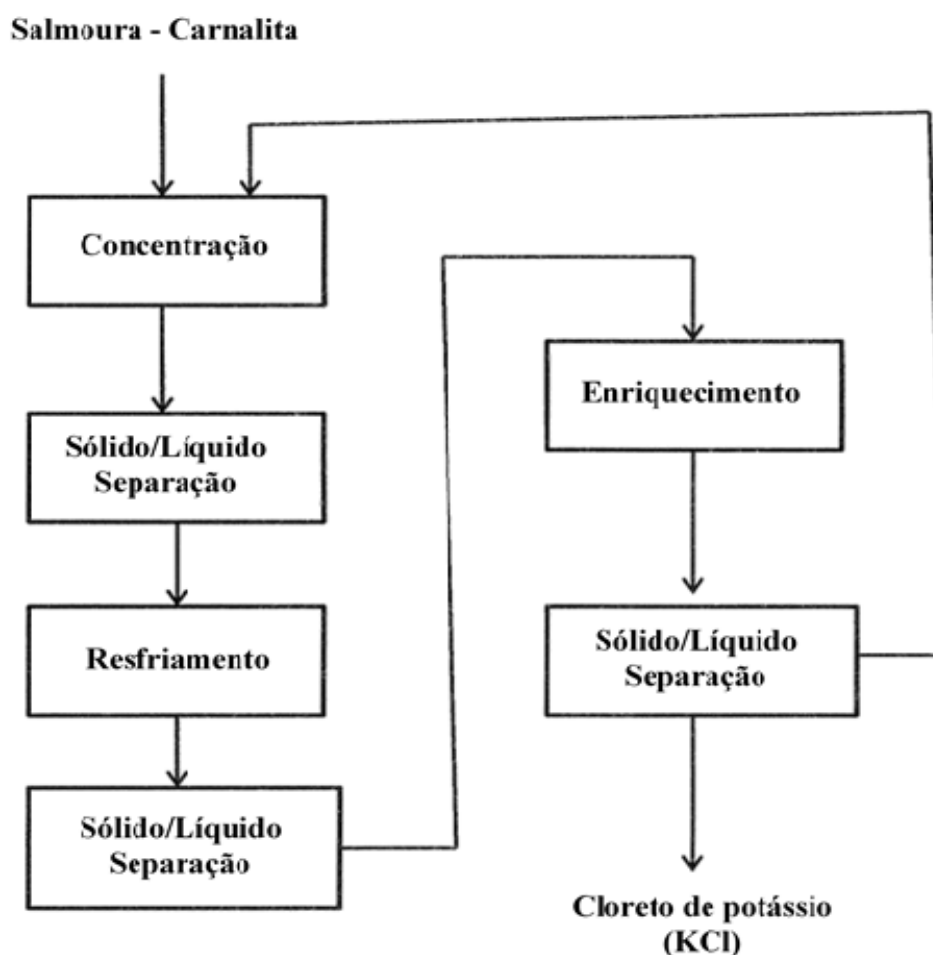 Salmoura - Carnalita
Concentração
Sólido/Líquido
Separação
Resfriamento
Sólido/Líquido
Separação
Enriquecimento
Sólido/Líquido
Separação
Cloreto de potássio
(KCl)